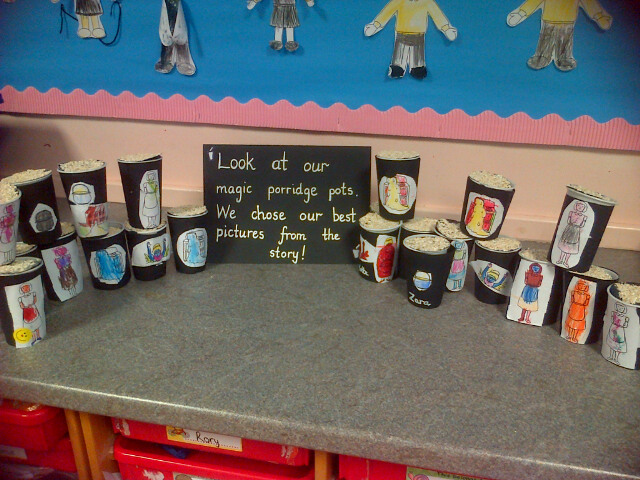 Look at our
magic porridge pots.
We chose our best
pictures from the
story!
Zara
Rory